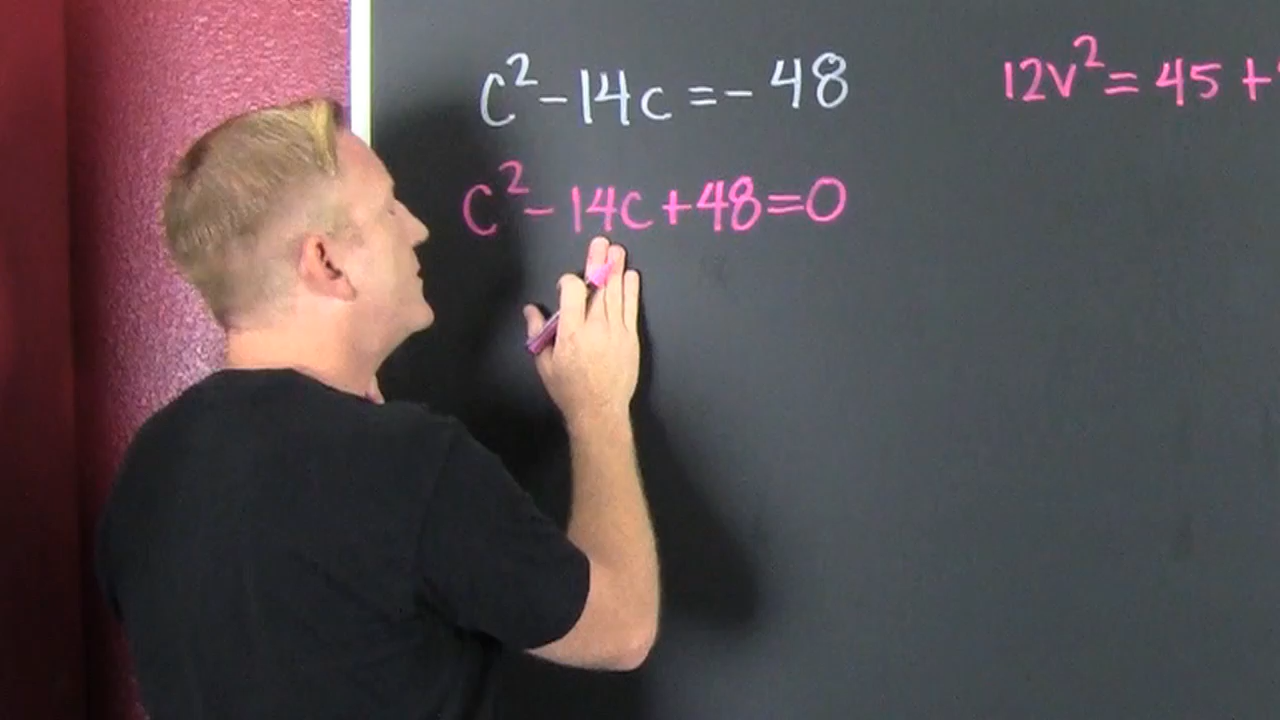 C² - 14c = - 48
C² - 14c + 48 = 0
12v² = 45 +